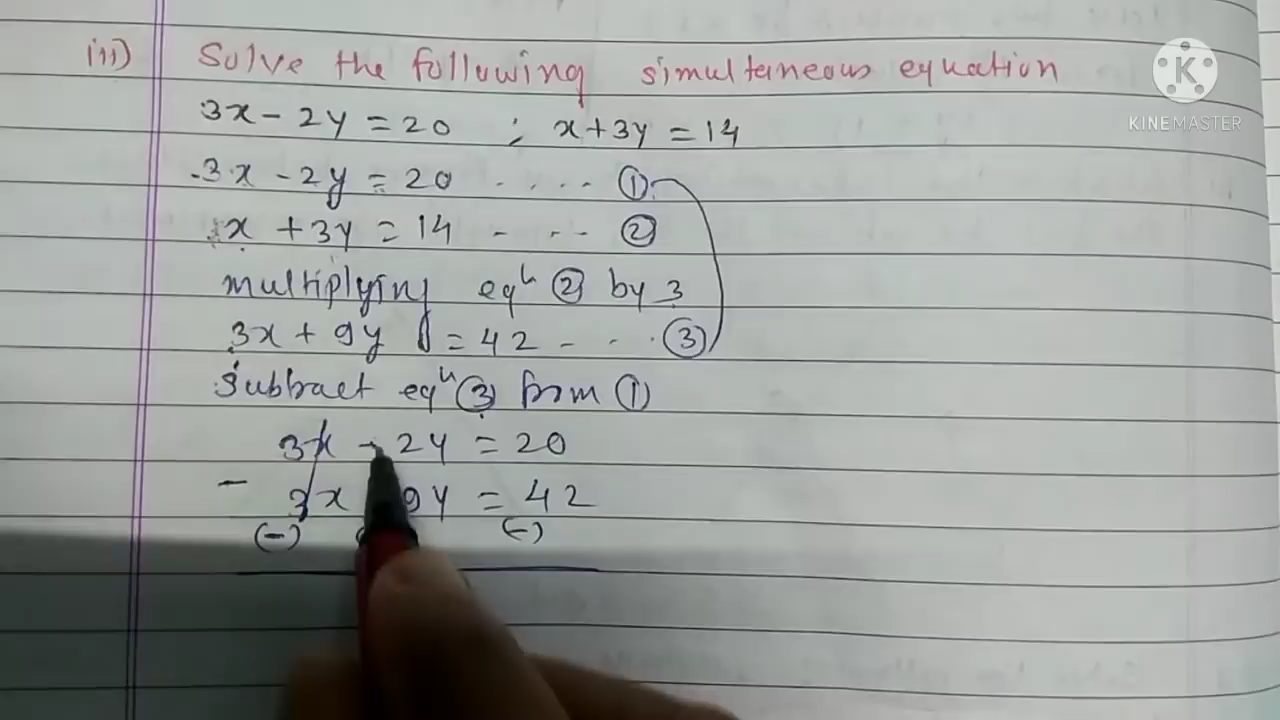 iii) Solve the following simultaneous equation
3x - 2y = 20 ; x + 3y = 14
3x - 2y = 20 .... ①
x + 3y = 14 - .. - ②
multiplying eqⁿ ② by 3
3x + 9y = 42 - . . ③
Subtract eqⁿ ③ from ①
3x - 2y = 20
- 3x 9y = 42
(-) (-)
K
KINEMASTER